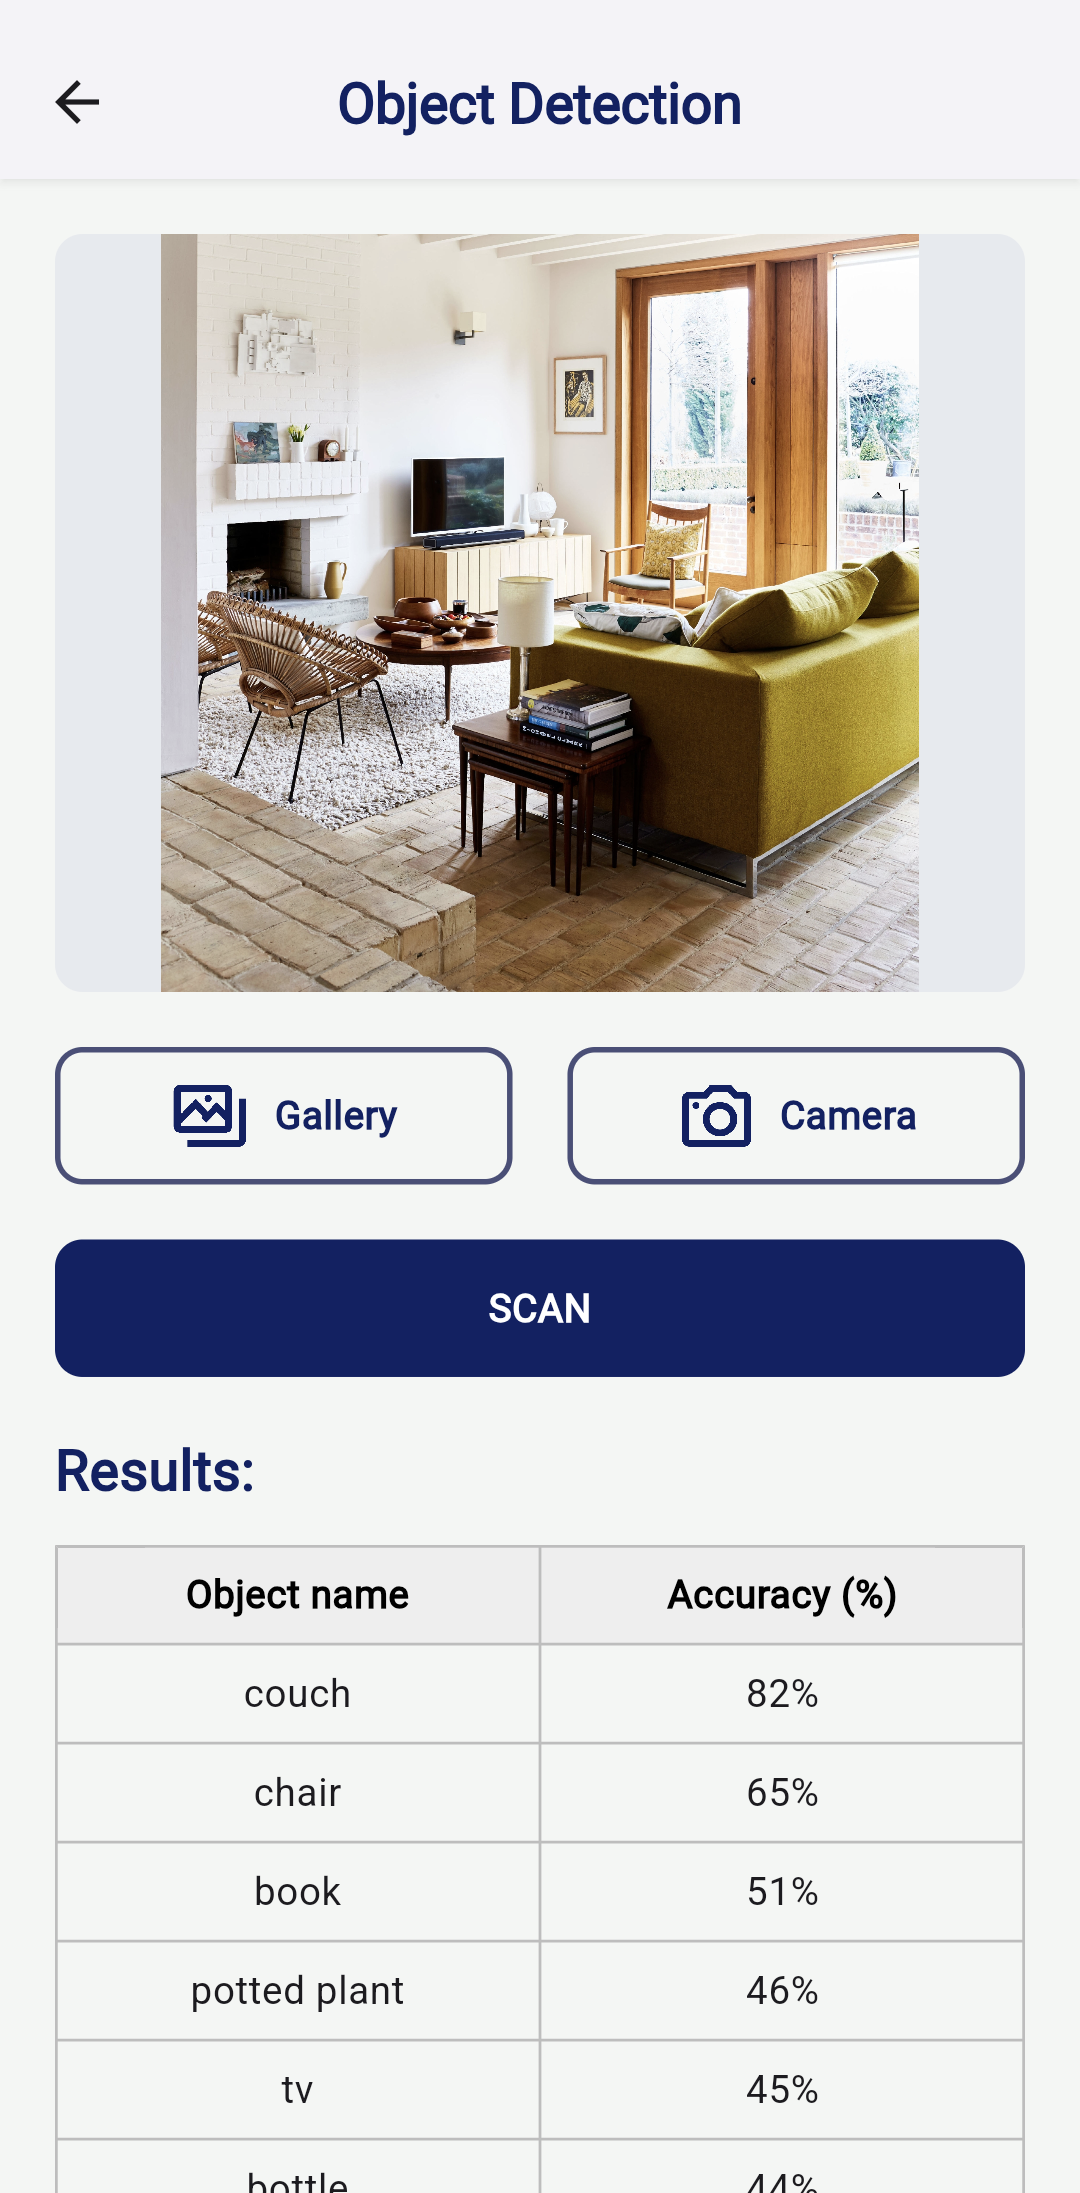 Object Detection
Gallery
Camera
SCAN
Results:
Object name Accuracy (%)
couch 82%
chair 65%
book 51%
potted plant 46%
tv 45%
bottle 44%